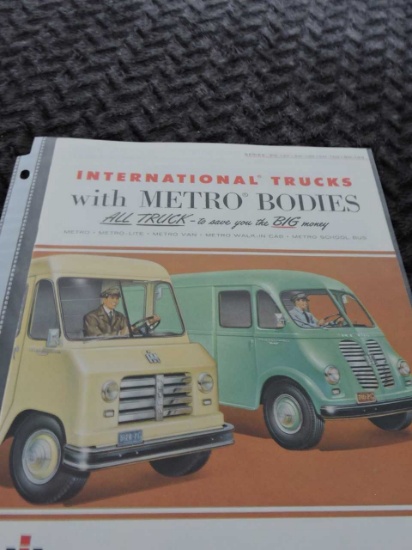 INTERNATIONAL® TRUCKS
with METRO® BODIES
ALL TRUCK - to save you the BIG money
METRO · METRO-LITE · METRO VAN · METRO WALK-IN CAB · METRO SCHOOL BUS